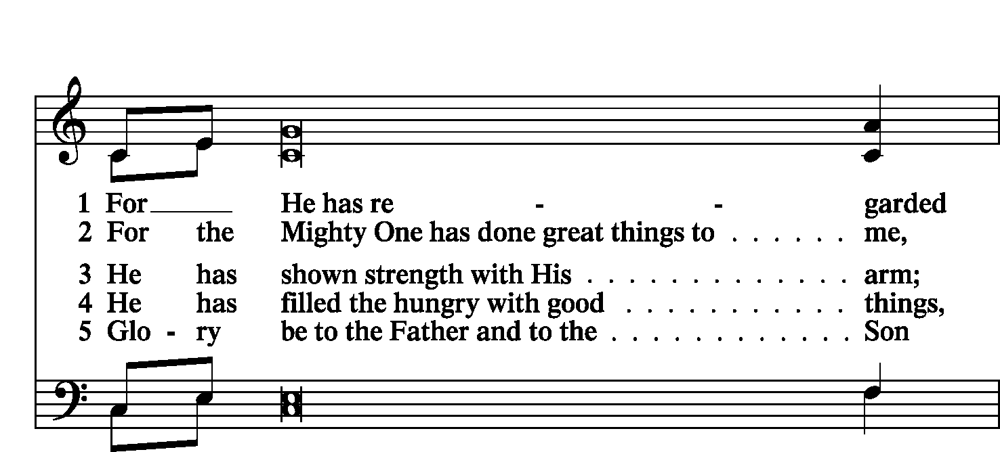 1 For____ He has re - - garded
2 For the Mighty One has done great things to . . . . . . me,
3 He has shown strength with His . . . . . . . . . . . . . arm;
4 He has filled the hungry with good . . . . . . . . . . . things,
5 Glo - ry be to the Father and to the . . . . . . . . . . . . Son